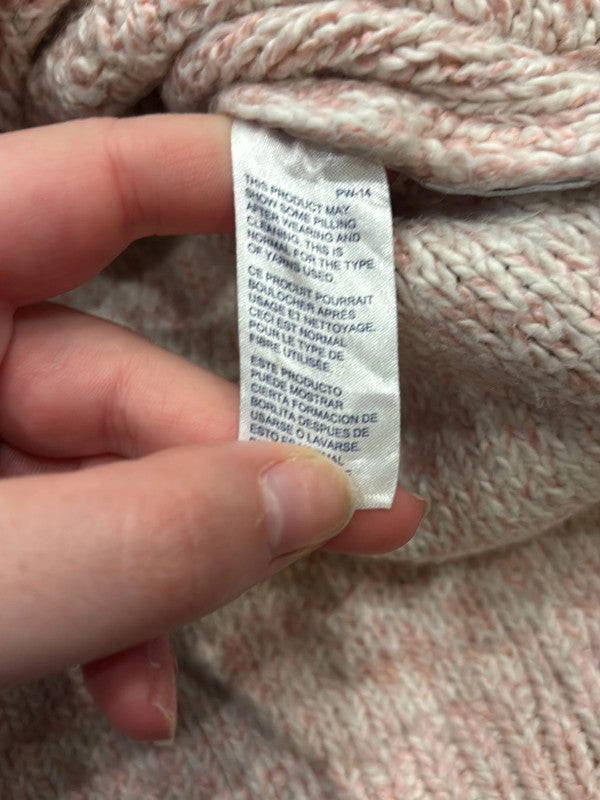 PW-14
THIS PRODUCT MAY
SHOW SOME PILLING
AFTER WEARING AND
CLEANING. THIS IS
NORMAL FOR THE TYPE
OF YARNS USED.
CE PRODUIT POURRAIT
BOULOCHER APRÈS
USAGE ET NETTOYAGE.
CECI EST NORMAL
POUR LE TYPE DE
FIBRE UTILISÉE
ESTE PRODUCTO
PUEDE MOSTRAR
CIERTA FORMACION DE
BORLITA DESPUES DE
USARSE O LAVARSE.
ESTO